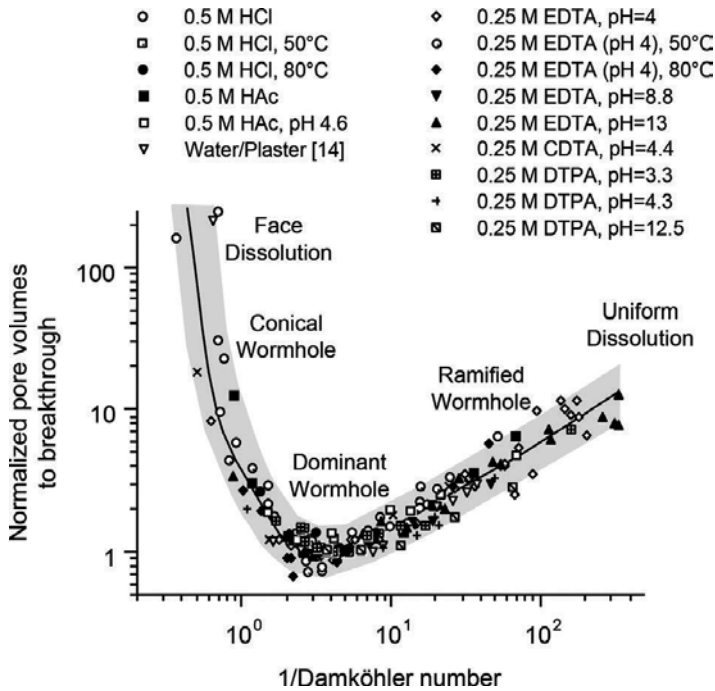 0.5 M HCl
0.5 M HCl, 50°C
0.5 M HCl, 80°C
0.5 M HAc
0.5 M HAc, pH 4.6
Water/Plaster [14]
0.25 M EDTA, pH=4
0.25 M EDTA (pH 4), 50°C
0.25 M EDTA (pH 4), 80°C
0.25 M EDTA, pH=8.8
0.25 M EDTA, pH=13
0.25 M CDTA, pH=4.4
0.25 M DTPA, pH=3.3
0.25 M DTPA, pH=4.3
0.25 M DTPA, pH=12.5
Normalized pore volumes
to breakthrough
100
10
1
Face
Dissolution
Conical
Wormhole
Dominant
Wormhole
Ramified
Wormhole
Uniform
Dissolution
10⁰
10¹
10²
1/Damköhler number